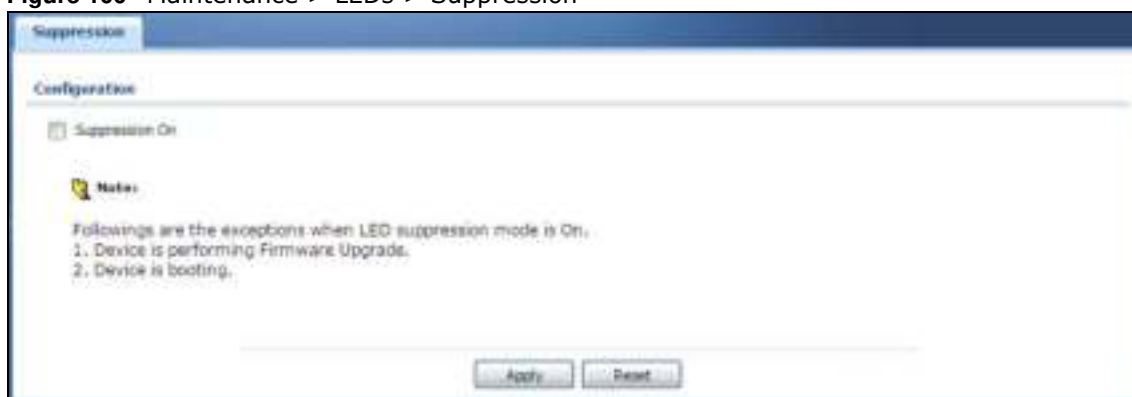 Maintenance > LEDs > Suppression
Suppression
Configuration
Suppression On
Note:
Followings are the exceptions when LED suppression mode is On.
1. Device is performing Firmware Upgrade.
2. Device is booting.
Apply Reset